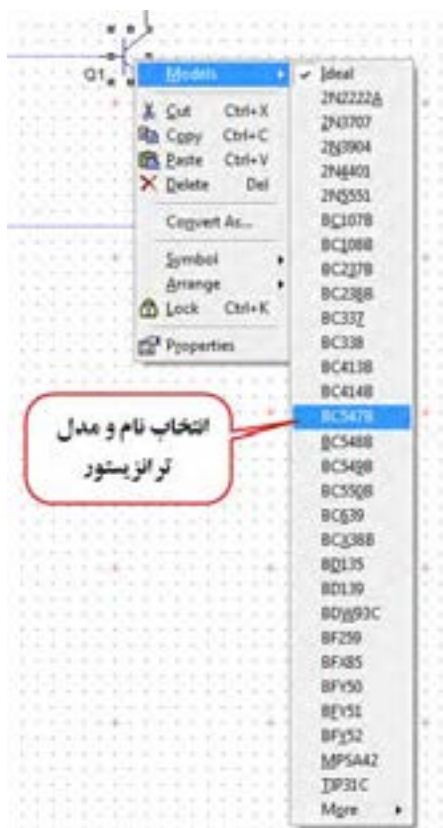 Q1
Models
Cut Ctrl+X
Copy Ctrl+C
Paste Ctrl+V
Delete Del
Convert As...
Symbol
Arrange
Lock Ctrl+K
Properties
Ideal
2N2222A
2N3707
2N3904
2N4401
2N5551
BC107B
BC108B
BC237B
BC238B
BC337
BC338
BC413B
BC414B
BC547B
BC548B
BC549B
BC550B
BC639
BCX38B
BD135
BD139
BDW93C
BF259
BFX85
BFY50
BFY51
BFY52
MPSA42
TIP31C
More
انتخاب نام و مدل
ترانزیستور